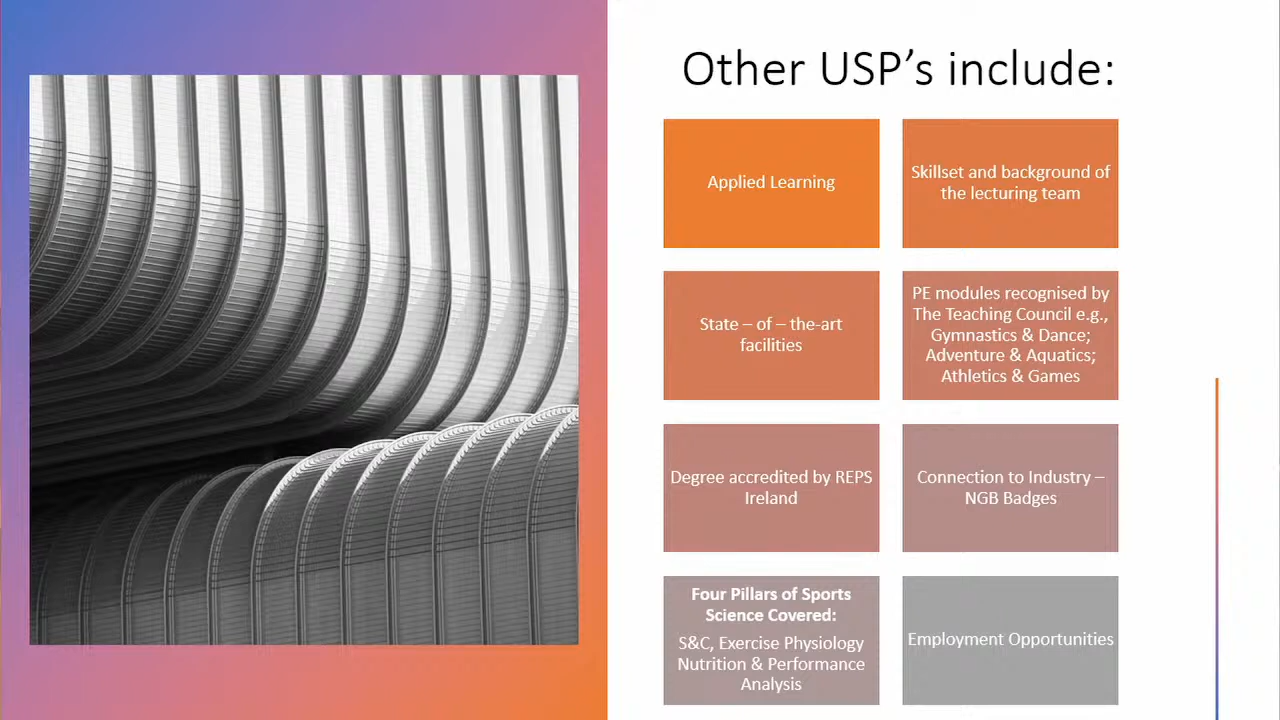 Other USP’s include:
Applied Learning
Skillset and background of
the lecturing team
State – of – the-art
facilities
PE modules recognised by
The Teaching Council e.g.,
Gymnastics & Dance;
Adventure & Aquatics;
Athletics & Games
Degree accredited by REPS
Ireland
Connection to Industry –
NGB Badges
Four Pillars of Sports
Science Covered:
S&C, Exercise Physiology
Nutrition & Performance
Analysis
Employment Opportunities